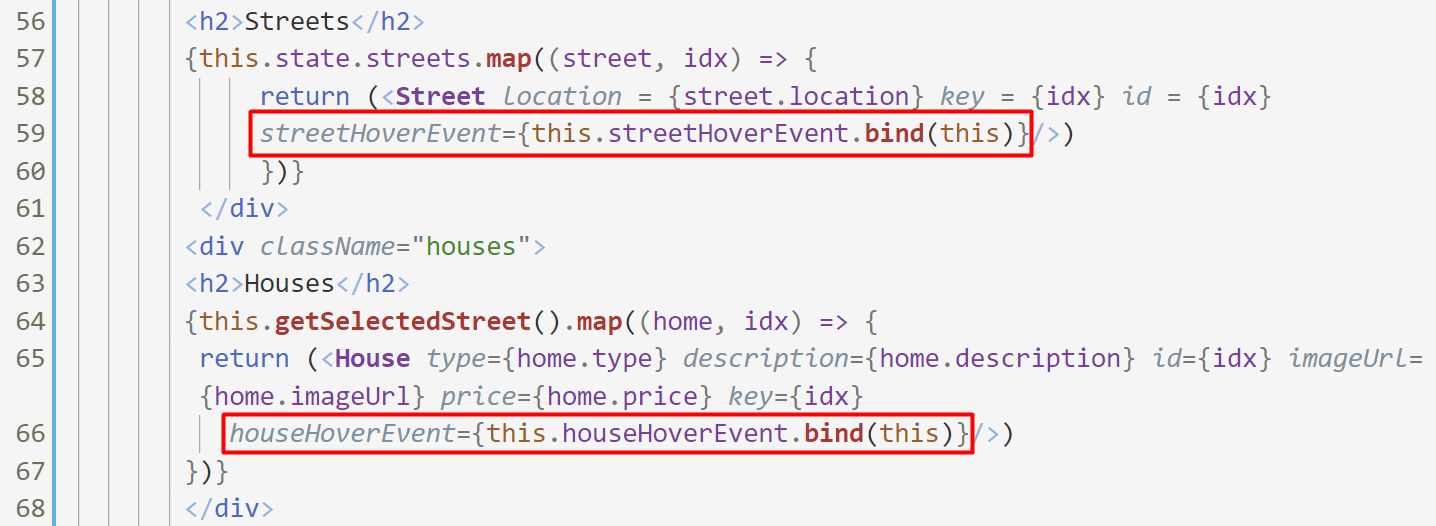 56 <h2>Streets</h2>
57 {this.state.streets.map((street, idx) => {
58 return (<Street location = {street.location} key = {idx} id = {idx}
59 streetHoverEvent={this.streetHoverEvent.bind(this)}/>)
60 })}
61 </div>
62 <div className="houses">
63 <h2>Houses</h2>
64 {this.getSelectedStreet().map((home, idx) => {
65 return (<House type={home.type} description={home.description} id={idx} imageUrl=
{home.imageUrl} price={home.price} key={idx}
66 houseHoverEvent={this.houseHoverEvent.bind(this)}/>)
67 })}
68 </div>